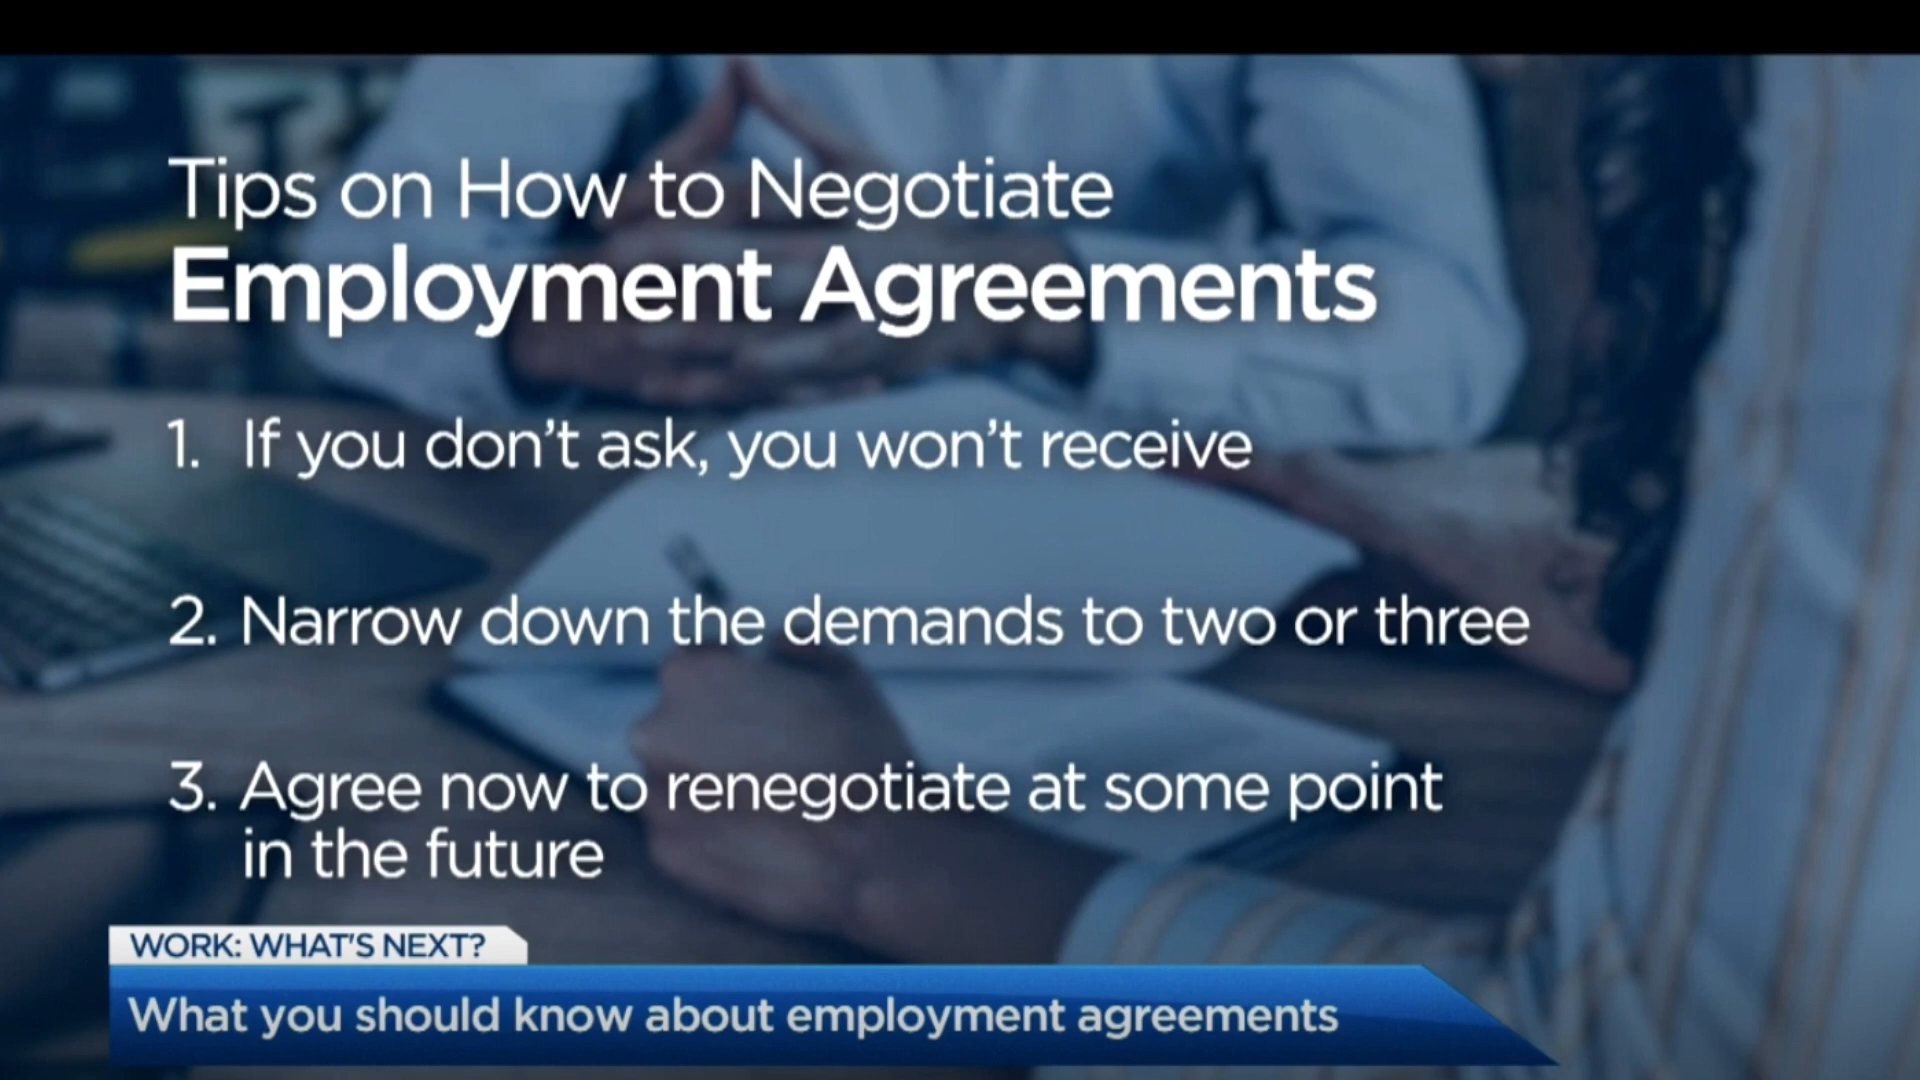 Tips on How to Negotiate
Employment Agreements
1. If you don't ask, you won't receive
2. Narrow down the demands to two or three
3. Agree now to renegotiate at some point
in the future
WORK: WHAT'S NEXT?
What you should know about employment agreements